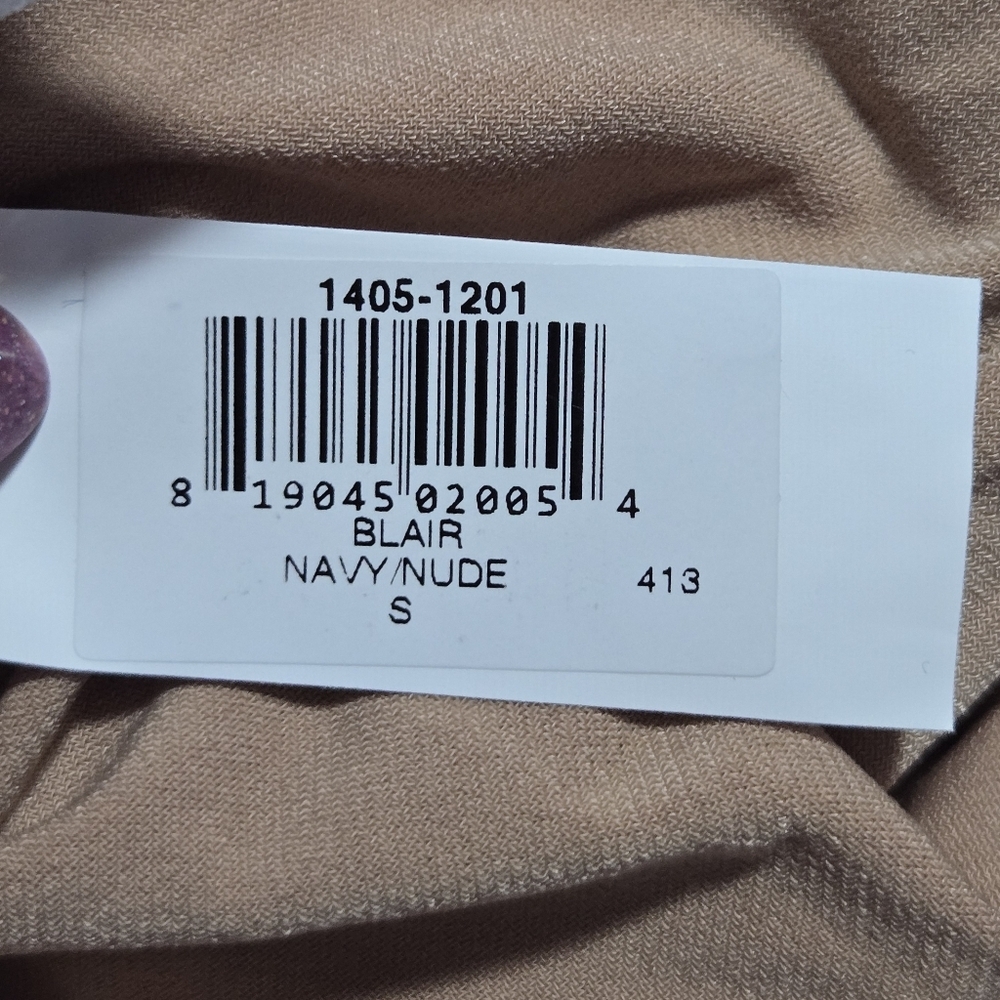 1405-1201
8 19045 02005 4
BLAIR
NAVY/NUDE 413
S